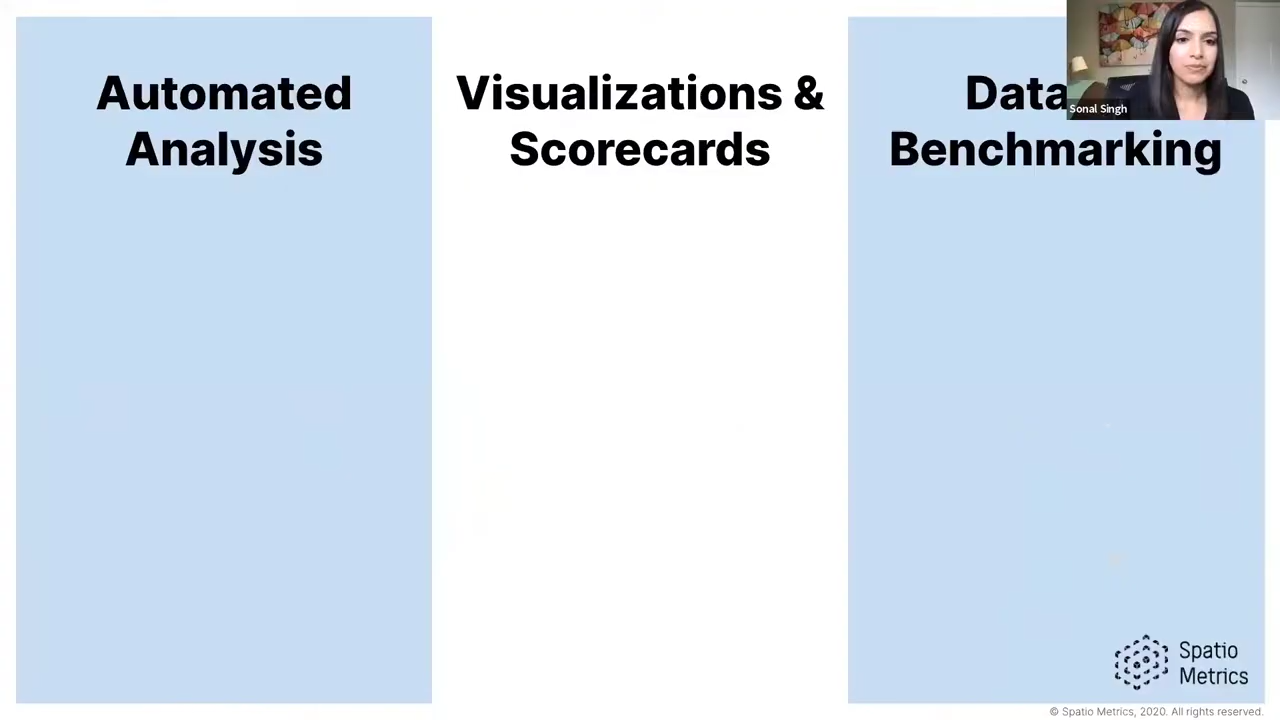 Automated
Analysis
Visualizations &
Scorecards
Data
Benchmarking
Sonal Singh
Spatio
Metrics
© Spatio Metrics, 2020. All rights reserved.